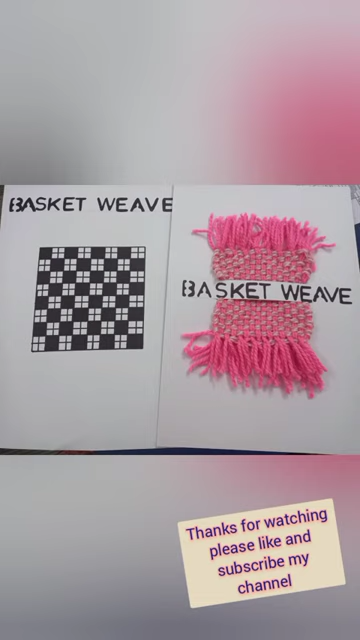 BASKET WEAVE
BASKET WEAVE
Thanks for watching
please like and
subscribe my
channel